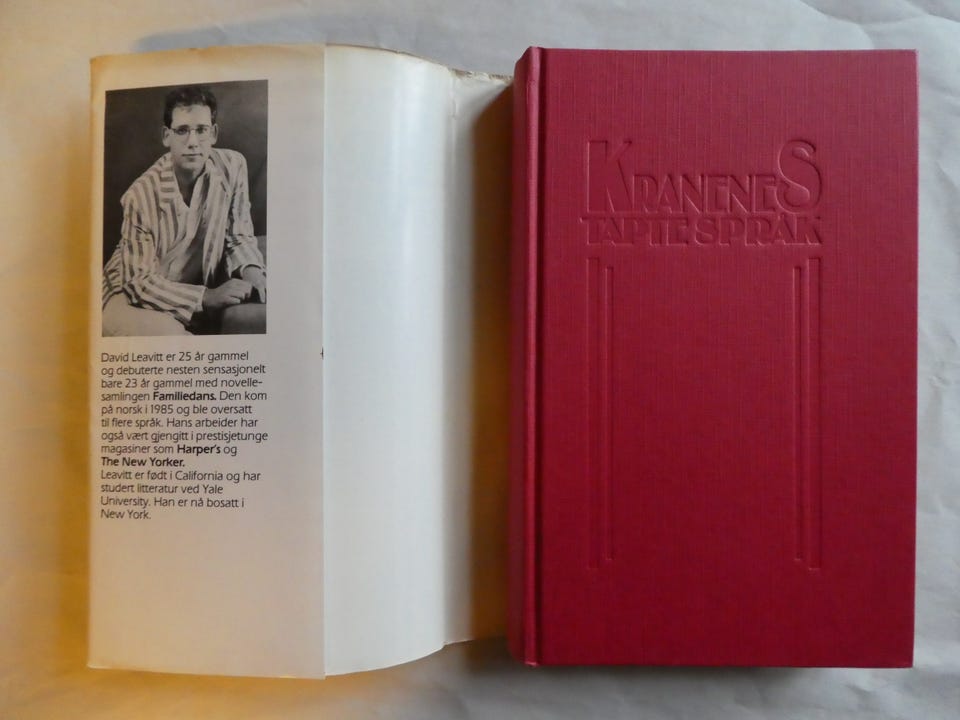 David Leavitt er 25 år gammel
og debuterte nesten sensasjonelt
bare 23 år gammel med novelle-
samlingen Familiedans. Den kom
på norsk i 1985 og ble oversatt
til flere språk. Hans arbeider har
også vært gjengitt i prestisjetunge
magasiner som Harper's og
The New Yorker.
Leavitt er født i California og har
studert litteratur ved Yale
University. Han er nå bosatt i
New York.
KRANENES
TAPTE SPRÅK